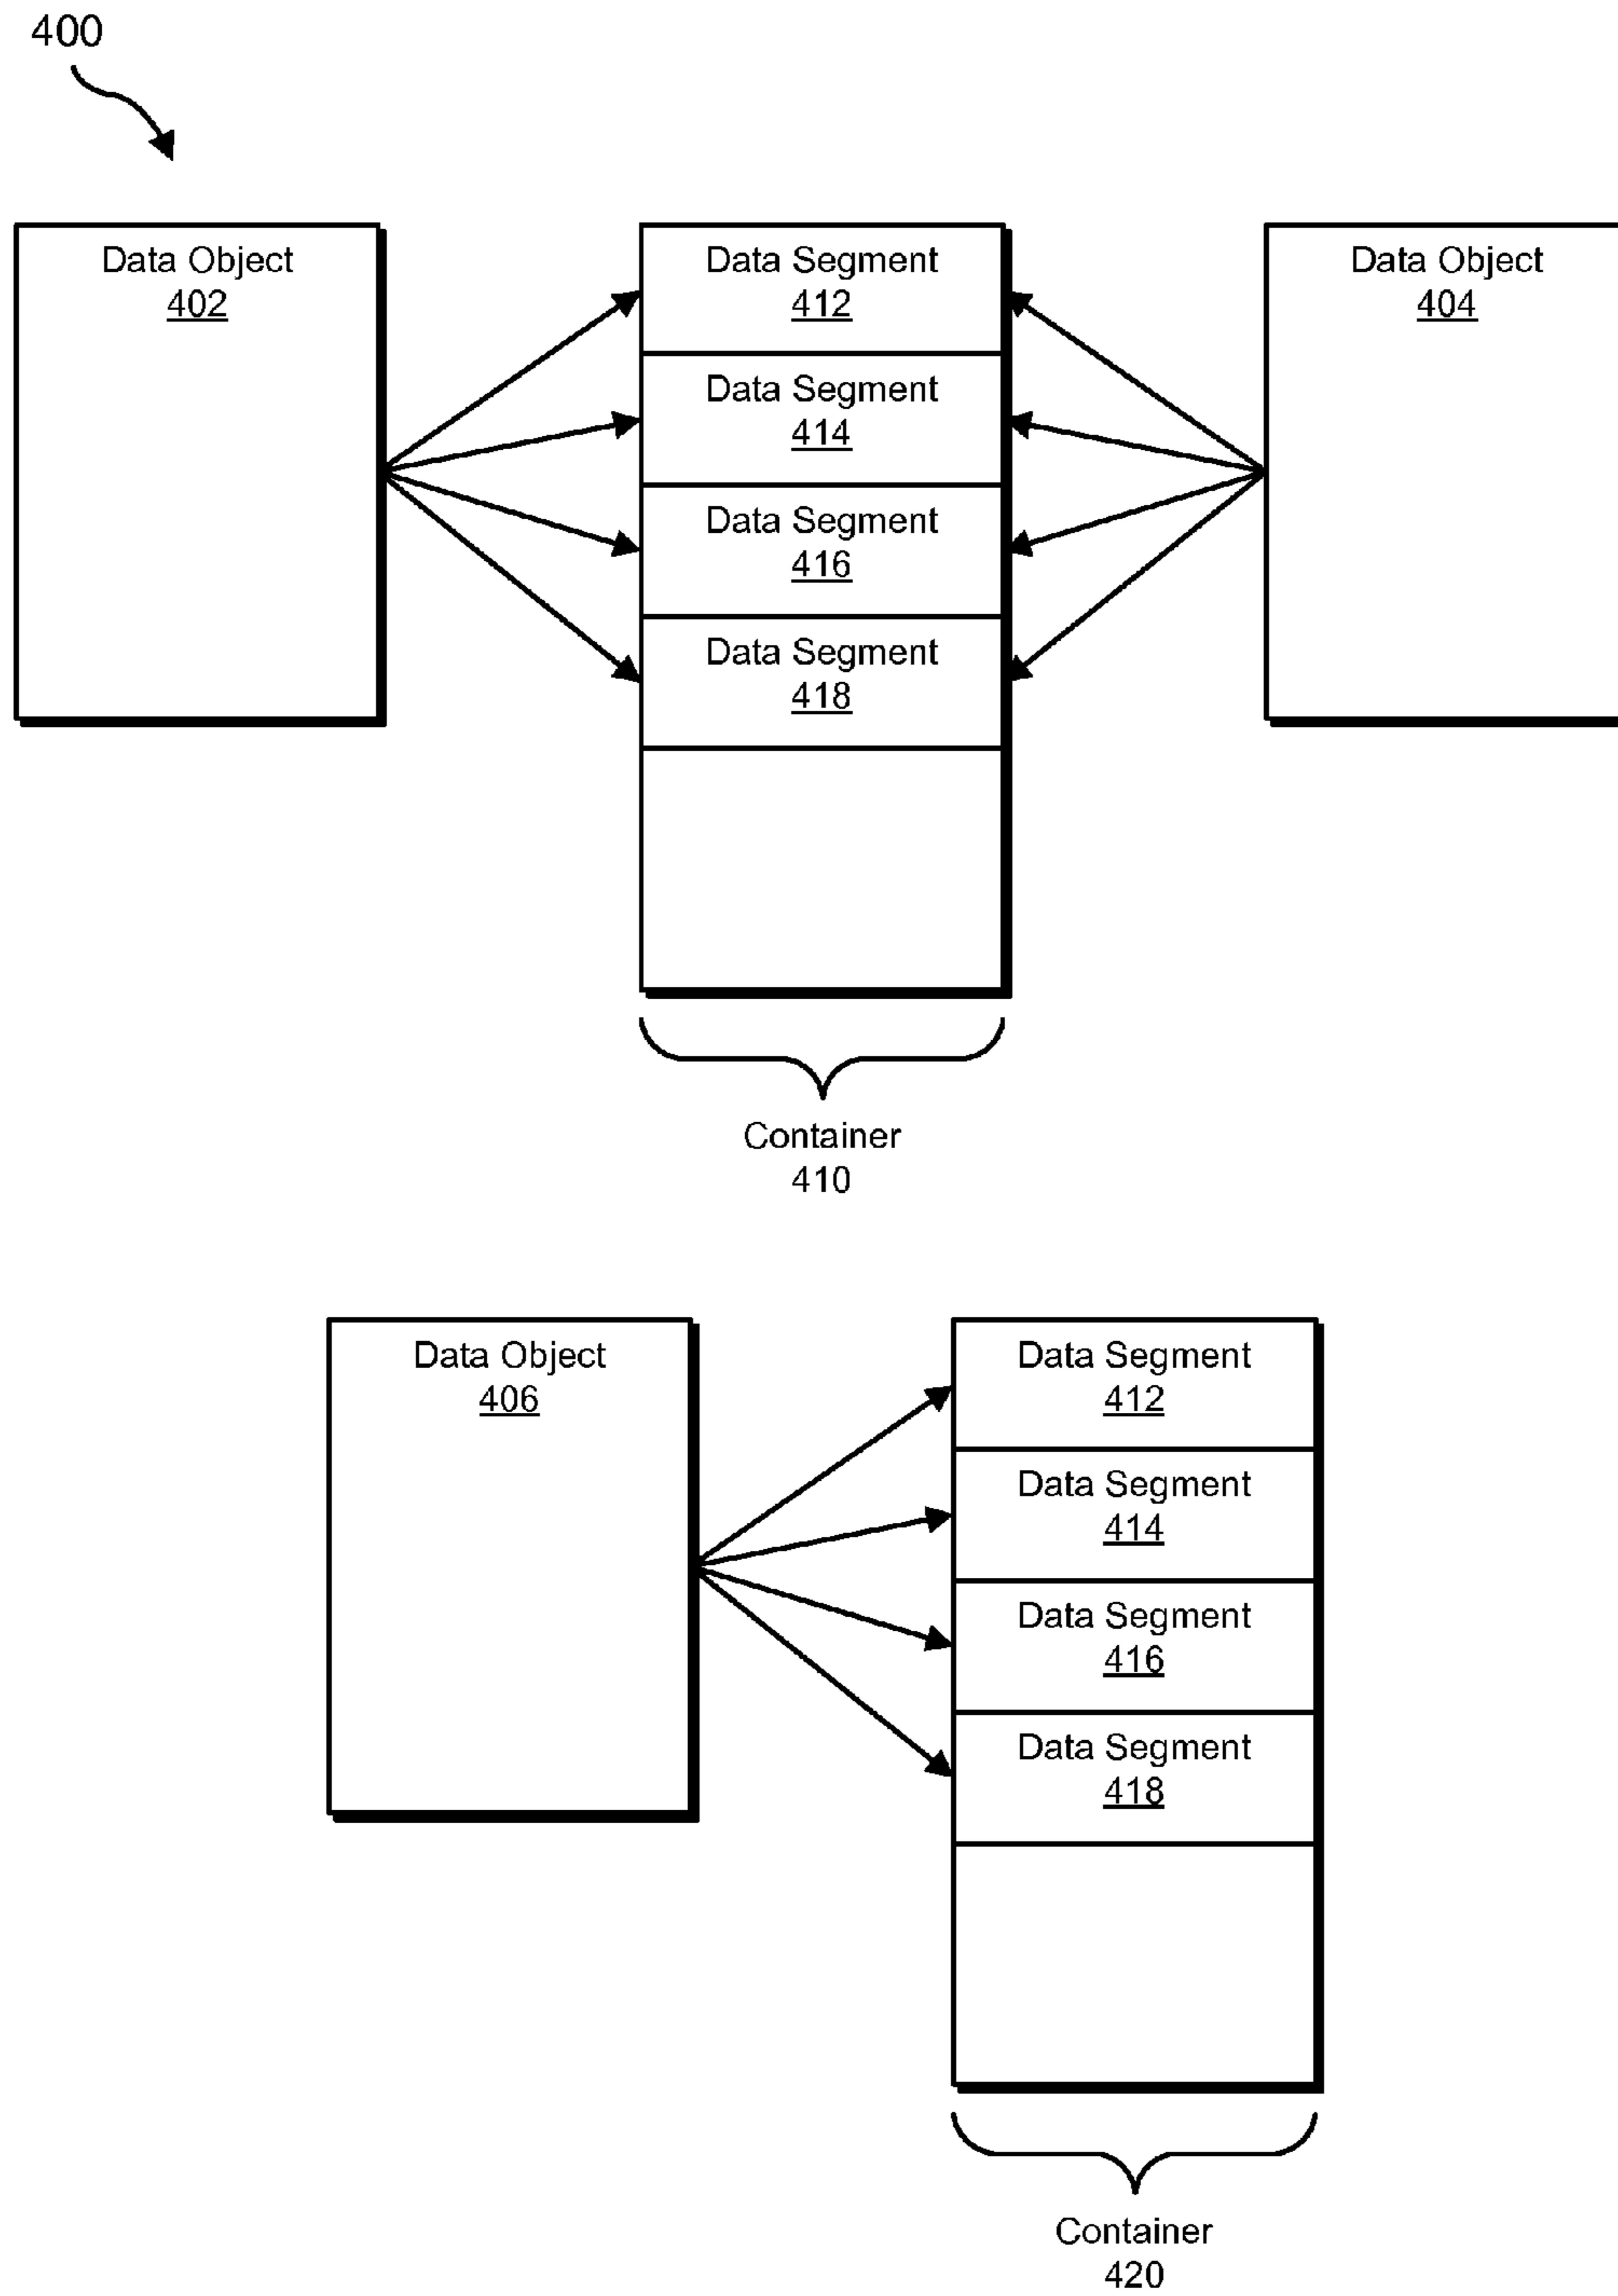 400
Data Object
402
Data Segment
412
Data Object
404
Data Segment
414
Data Segment
416
Data Segment
418
Container
410
Data Object
406
Data Segment
412
Data Segment
414
Data Segment
416
Data Segment
418
Container
420